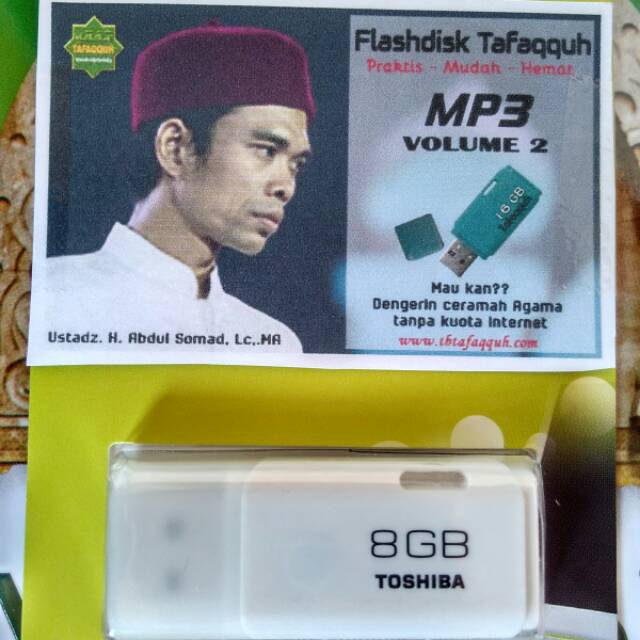 TAFAQQUH
Flashdisk Tafaqquh
Praktis - Mudah - Hemat
MP3
VOLUME 2
8 GB
Mau kan??
Dengerin ceramah Agama
tanpa kuota Internet
www.tbtafaqquh.com
Ustadz. H. Abdul Somad, Lc,.MA
8GB
TOSHIBA